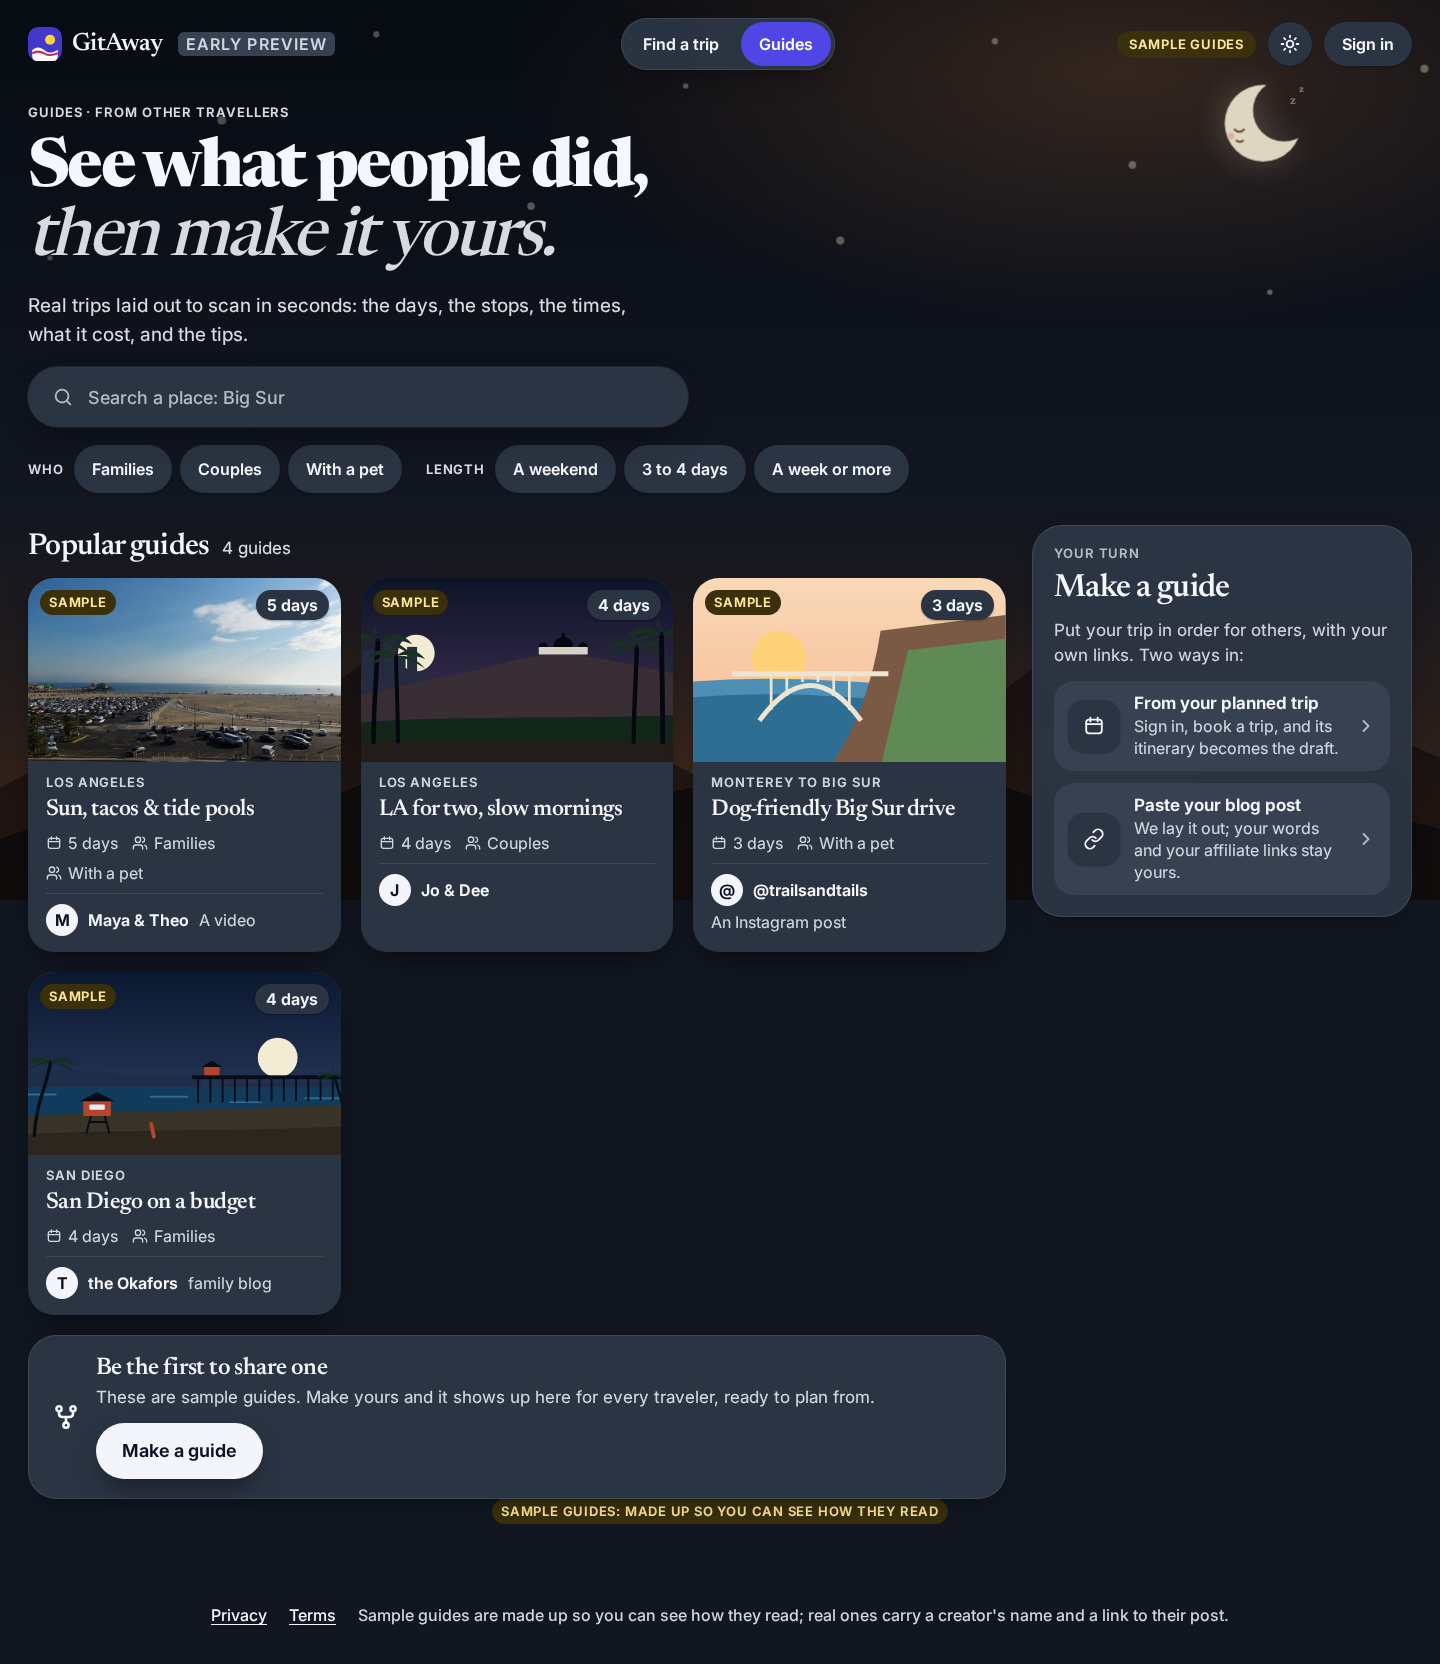 GitAway
EARLY PREVIEW
Find a trip
Guides
SAMPLE GUIDES
Sign in
GUIDES · FROM OTHER TRAVELLERS
See what people did,
then make it yours.
z
z
Real trips laid out to scan in seconds: the days, the stops, the times,
what it cost, and the tips.
Search a place: Big Sur
WHO
Families
Couples
With a pet
LENGTH
A weekend
3 to 4 days
A week or more
Popular guides
4 guides
SAMPLE
5 days
LOS ANGELES
Sun, tacos & tide pools
5 days
Families
With a pet
M
Maya & Theo
A video
SAMPLE
4 days
LOS ANGELES
LA for two, slow mornings
4 days
Couples
J
Jo & Dee
SAMPLE
3 days
MONTEREY TO BIG SUR
Dog-friendly Big Sur drive
3 days
With a pet
@
@trailsandtails
An Instagram post
YOUR TURN
Make a guide
Put your trip in order for others, with your
own links. Two ways in:
From your planned trip
Sign in, book a trip, and its
itinerary becomes the draft.
Paste your blog post
We lay it out; your words
and your affiliate links stay
yours.
SAMPLE
4 days
SAN DIEGO
San Diego on a budget
4 days
Families
T
the Okafors
family blog
Be the first to share one
These are sample guides. Make yours and it shows up here for every traveler, ready to plan from.
Make a guide
SAMPLE GUIDES: MADE UP SO YOU CAN SEE HOW THEY READ
Privacy
Terms
Sample guides are made up so you can see how they read; real ones carry a creator's name and a link to their post.